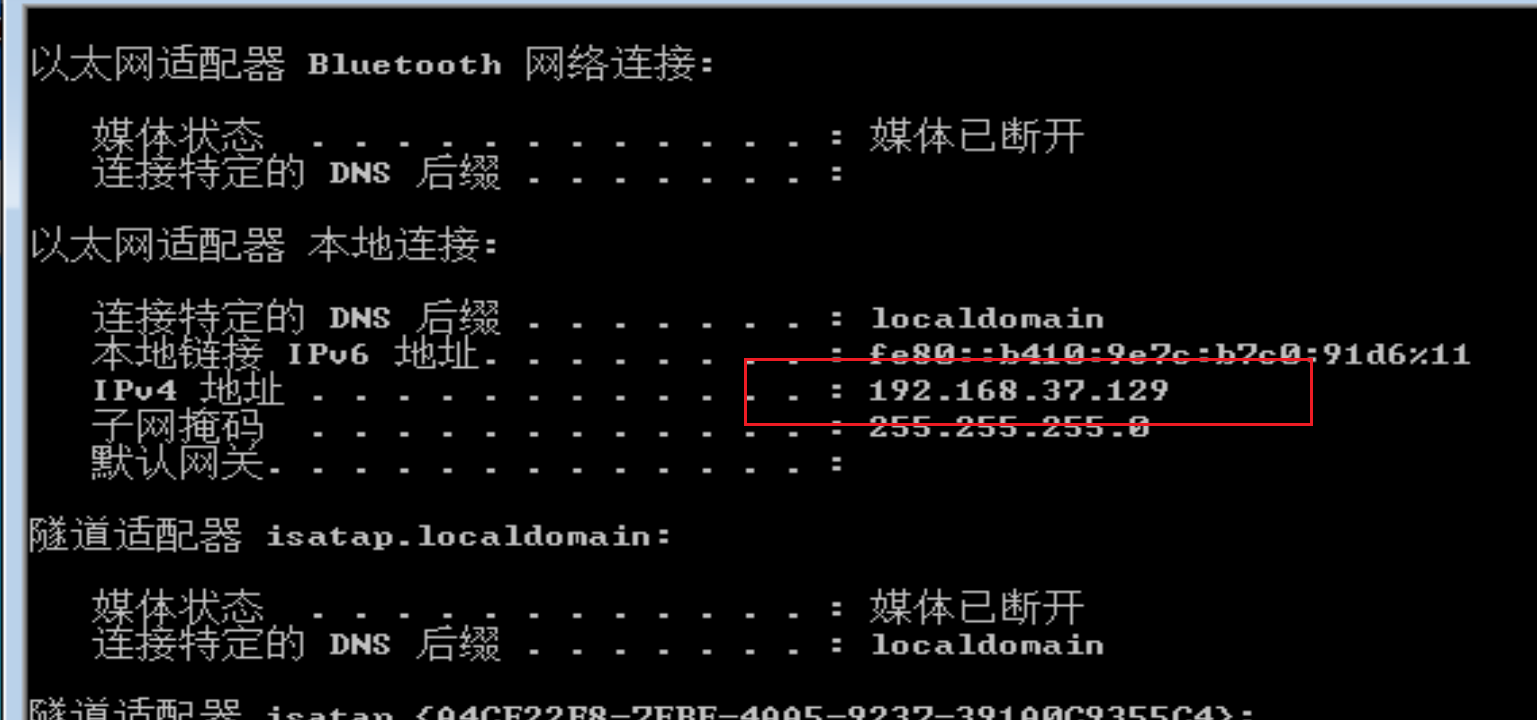 以太网适配器 Bluetooth 网络连接:
媒体状态 . . . . . . . . . . . . : 媒体已断开
连接特定的 DNS 后缀 . . . . . . . :
以太网适配器 本地连接:
连接特定的 DNS 后缀 . . . . . . . : localdomain
本地链接 IPv6 地址. . . . . . . . : fe80::b410:9e7c:b7c0:91d6%11
IPv4 地址 . . . . . . . . . . . . : 192.168.37.129
子网掩码 . . . . . . . . . . . . : 255.255.255.0
默认网关. . . . . . . . . . . . . :
隧道适配器 isatap.localdomain:
媒体状态 . . . . . . . . . . . . : 媒体已断开
连接特定的 DNS 后缀 . . . . . . . : localdomain
隧道适配器 isatap.{A4CF22F8-7FBF-40A5-9237-391A0C9355C4}: